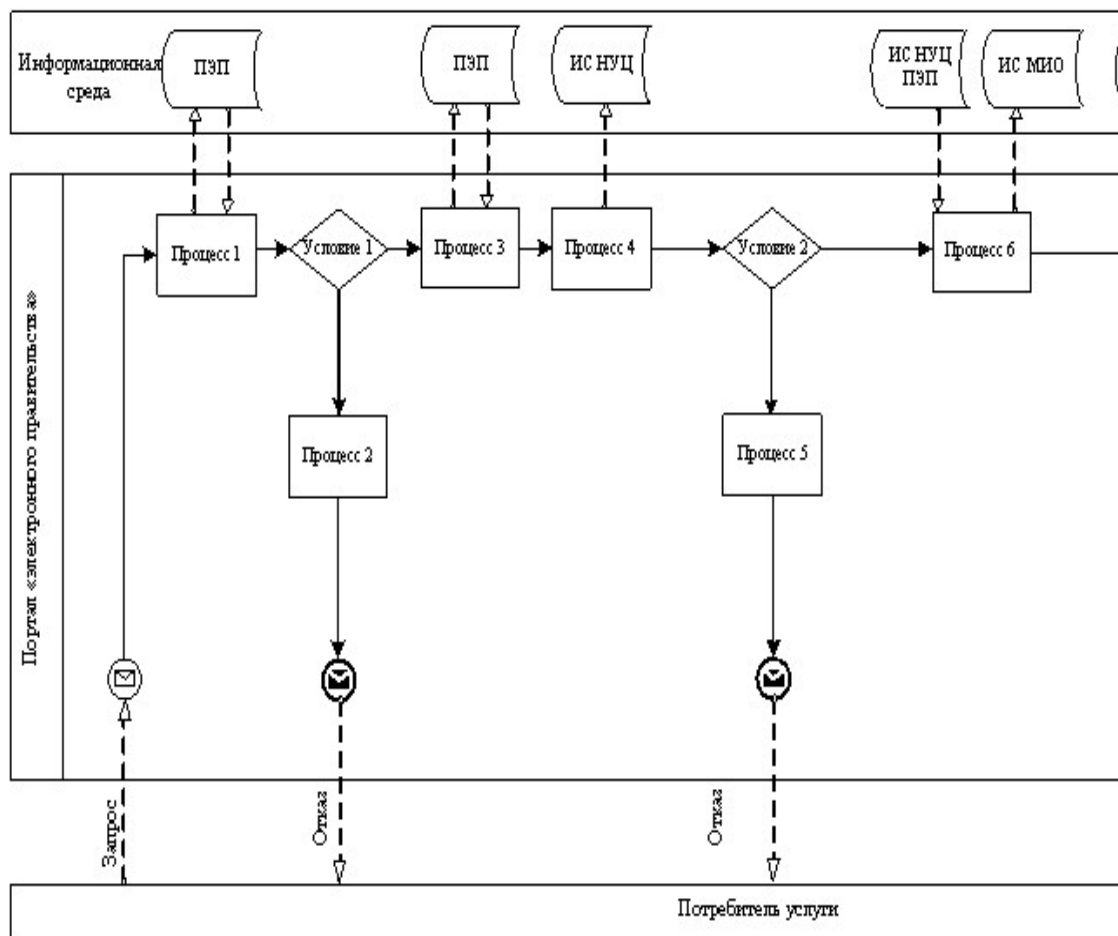 Информационная
среда
ПЭП
ПЭП
ИС НУЦ
ИС НУЦ
ПЭП
ИС МИО
Портал «электронного правительства»
Процесс 1
Условие 1
Процесс 3
Процесс 4
Условие 2
Процесс 6
Процесс 2
Процесс 5
Запрос
Отказ
Отказ
Потребитель услуги